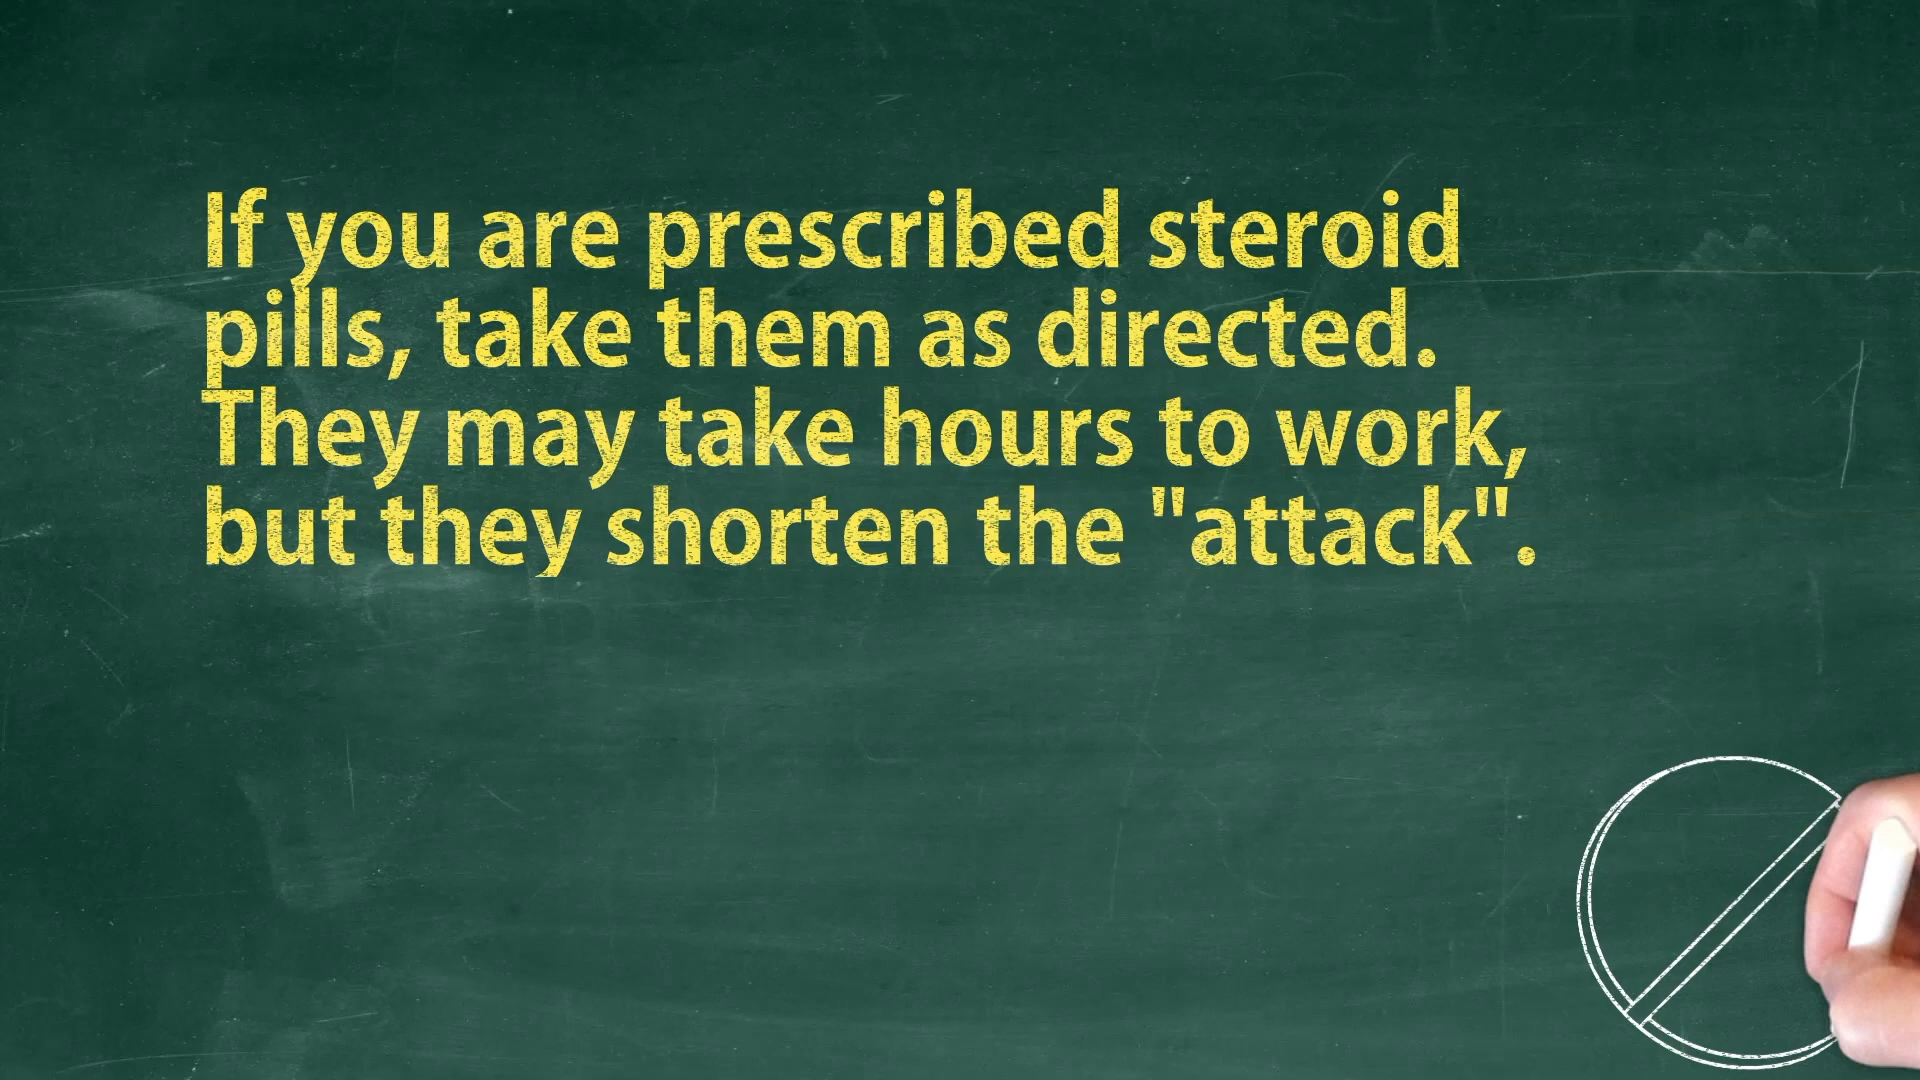 If you are prescribed steroid
pills, take them as directed.
They may take hours to work,
but they shorten the "attack".